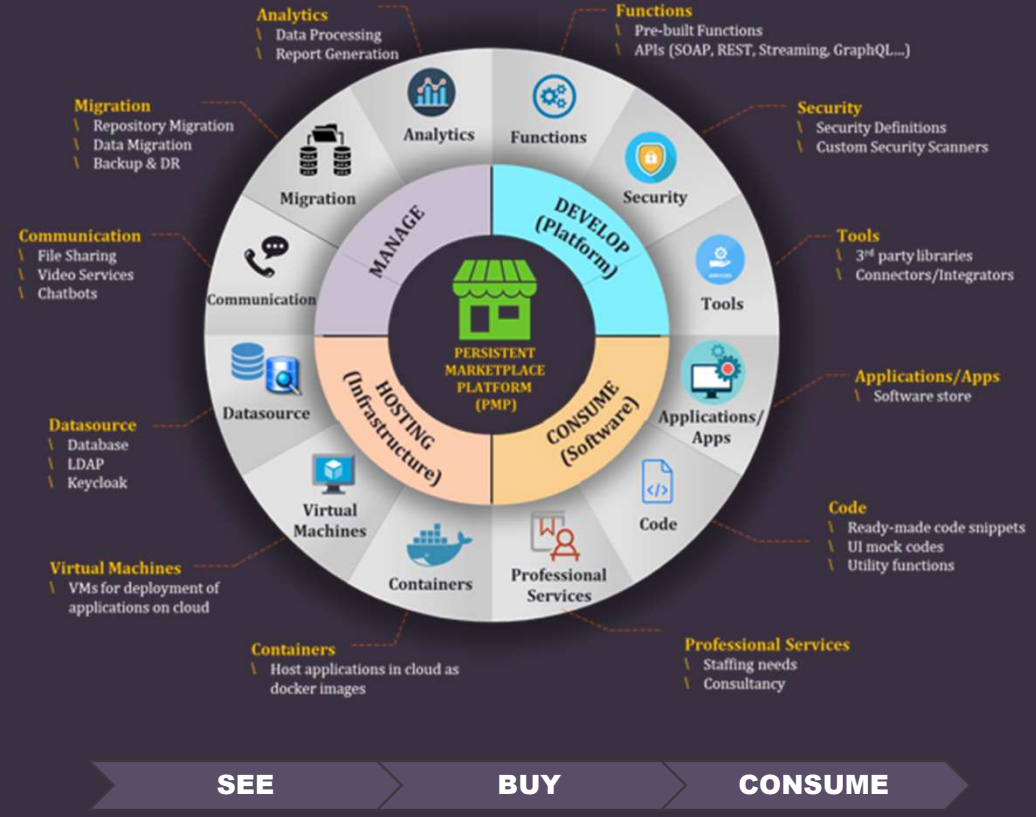 Analytics
\ Data Processing
\ Report Generation
Functions
\ Pre-built Functions
\ APIs (SOAP, REST, Streaming, GraphQL...)
Migration
\ Repository Migration
\ Data Migration
\ Backup & DR
Security
\ Security Definitions
\ Custom Security Scanners
Communication
\ File Sharing
\ Video Services
\ Chatbots
Tools
\ 3rd party libraries
\ Connectors/Integrators
Applications/Apps
\ Software store
Datasource
\ Database
\ LDAP
\ Keycloak
Code
\ Ready-made code snippets
\ UI mock codes
\ Utility functions
Virtual Machines
\ VMs for deployment of
applications on cloud
Containers
\ Host applications in cloud as
docker images
Professional Services
\ Staffing needs
\ Consultancy
Analytics
Functions
Security
Tools
Applications/
Apps
Code
Professional
Services
Containers
Virtual
Machines
Datasource
Communication
Migration
MANAGE
DEVELOP
(Platform)
CONSUME
(Software)
HOSTING
(Infrastructure)
PERSISTENT
MARKETPLACE
PLATFORM
(PMP)
SEE
BUY
CONSUME